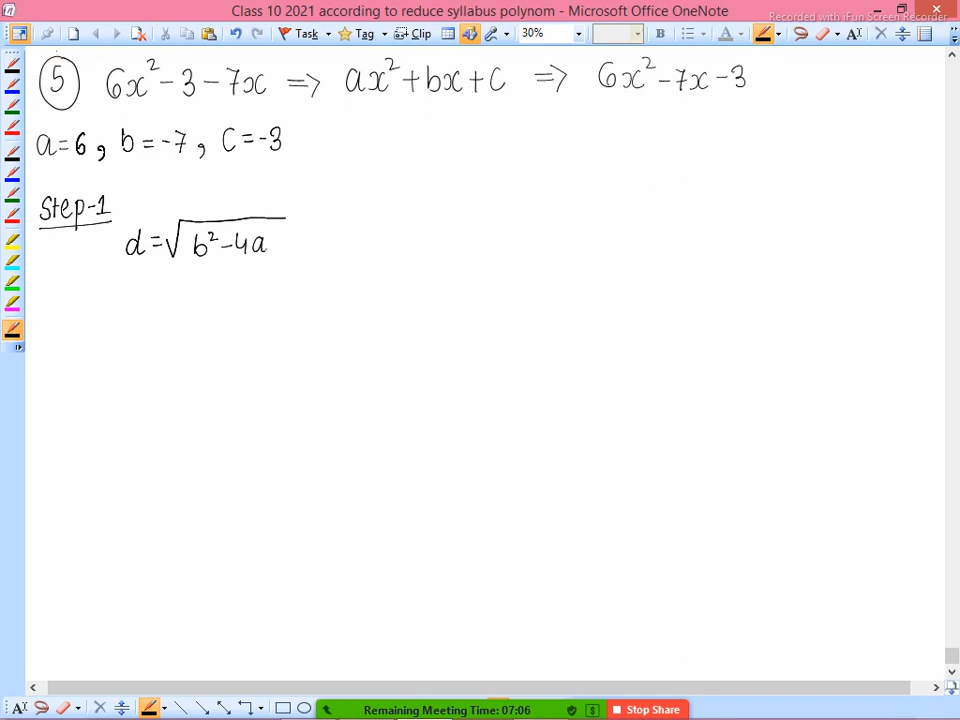 Class 10 2021 according to reduce syllabus polynom - Microsoft Office OneNote
Recorded with iFun Screen Recorder
Task Tag Clip 30% B A
5 6x² - 3 - 7x => ax² + bx + c => 6x² - 7x - 3
a = 6, b = -7, c = -3
Step-1
d = √b² - 4a
Remaining Meeting Time: 07:06 Stop Share